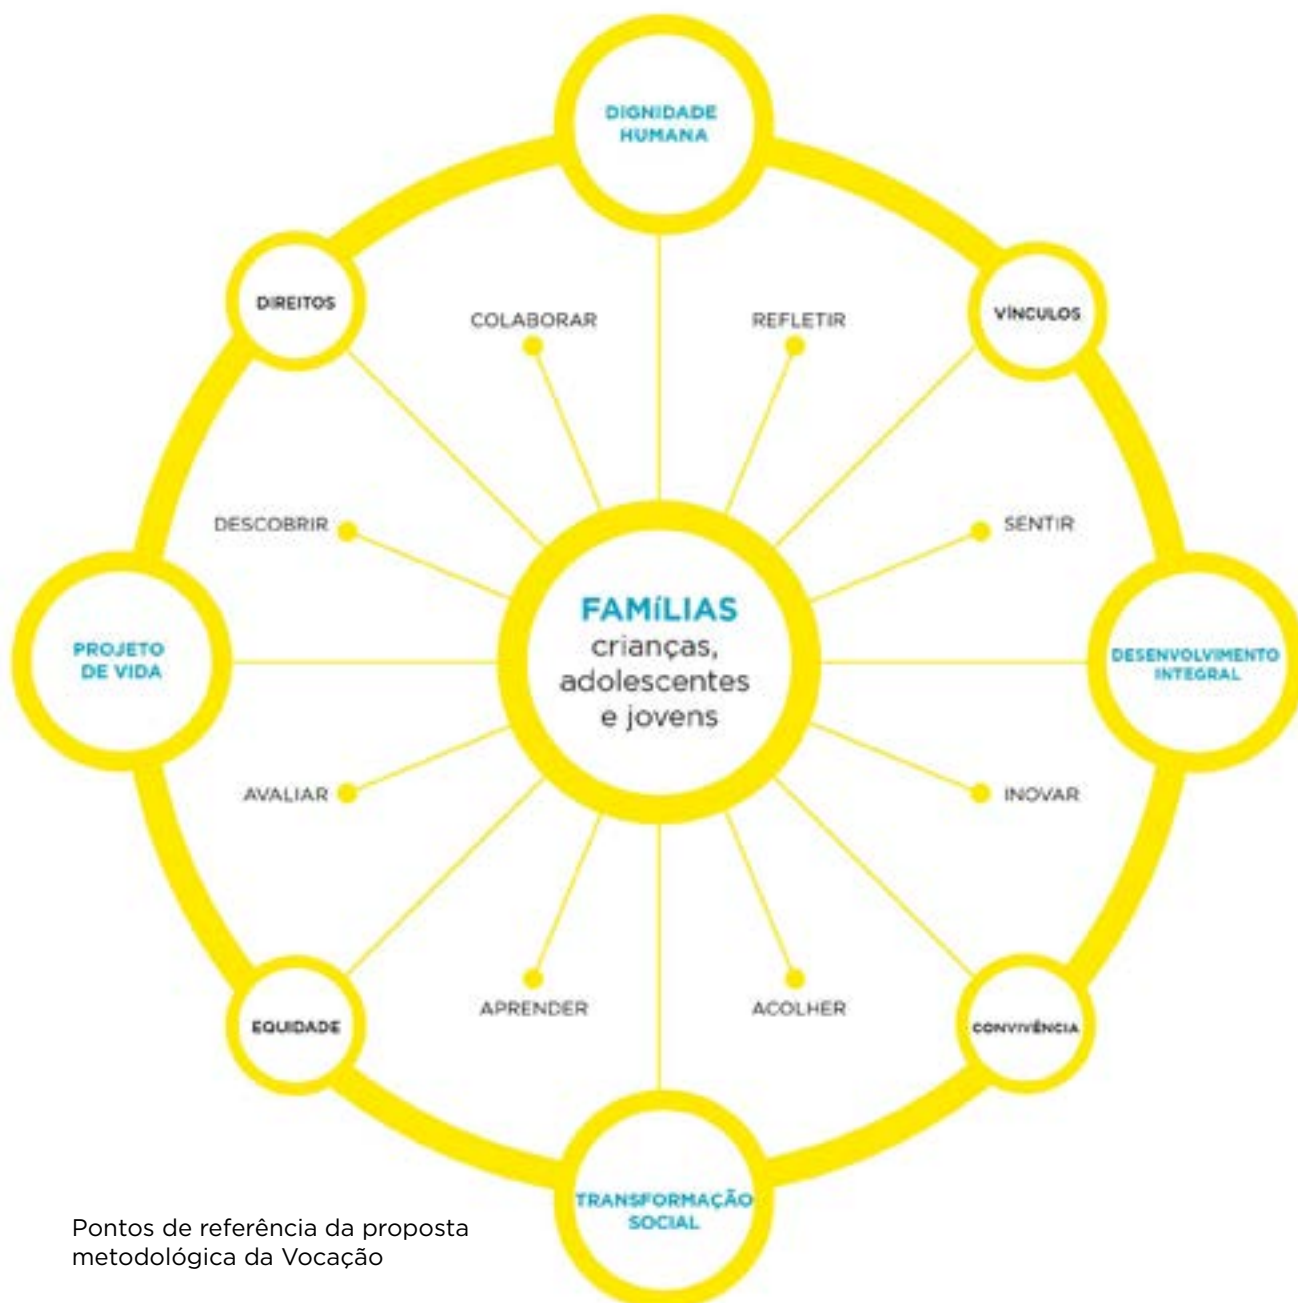 DIGNIDADE
HUMANA
DIREITOS
VÍNCULOS
COLABORAR
REFLETIR
DESCOBRIR
SENTIR
FAMíLIAS
crianças,
adolescentes
e jovens
PROJETO
DE VIDA
DESENVOLVIMENTO
INTEGRAL
AVALIAR
INOVAR
APRENDER
ACOLHER
EQUIDADE
CONVIVÊNCIA
TRANSFORMAÇÃO
SOCIAL
Pontos de referência da proposta
metodológica da Vocação